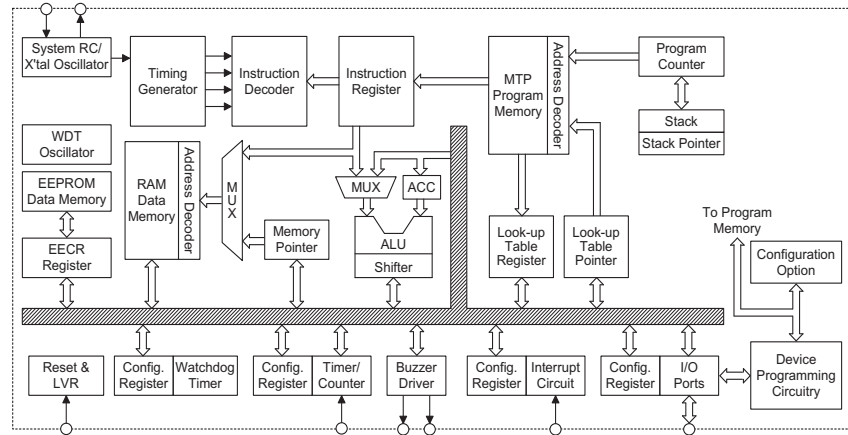 System RC/
X'tal Oscillator
Timing
Generator
Instruction
Decoder
Instruction
Register
MTP
Program
Memory
Address Decoder
Program
Counter
Stack
Stack Pointer
WDT
Oscillator
EEPROM
Data Memory
EECR
Register
RAM
Data
Memory
Address Decoder
MUX
Memory
Pointer
MUX
ACC
ALU
Shifter
Look-up
Table
Register
Look-up
Table
Pointer
To Program
Memory
Configuration
Option
Reset &
LVR
Config.
Register
Watchdog
Timer
Config.
Register
Timer/
Counter
Buzzer
Driver
Config.
Register
Interrupt
Circuit
Config.
Register
I/O
Ports
Device
Programming
Circuitry